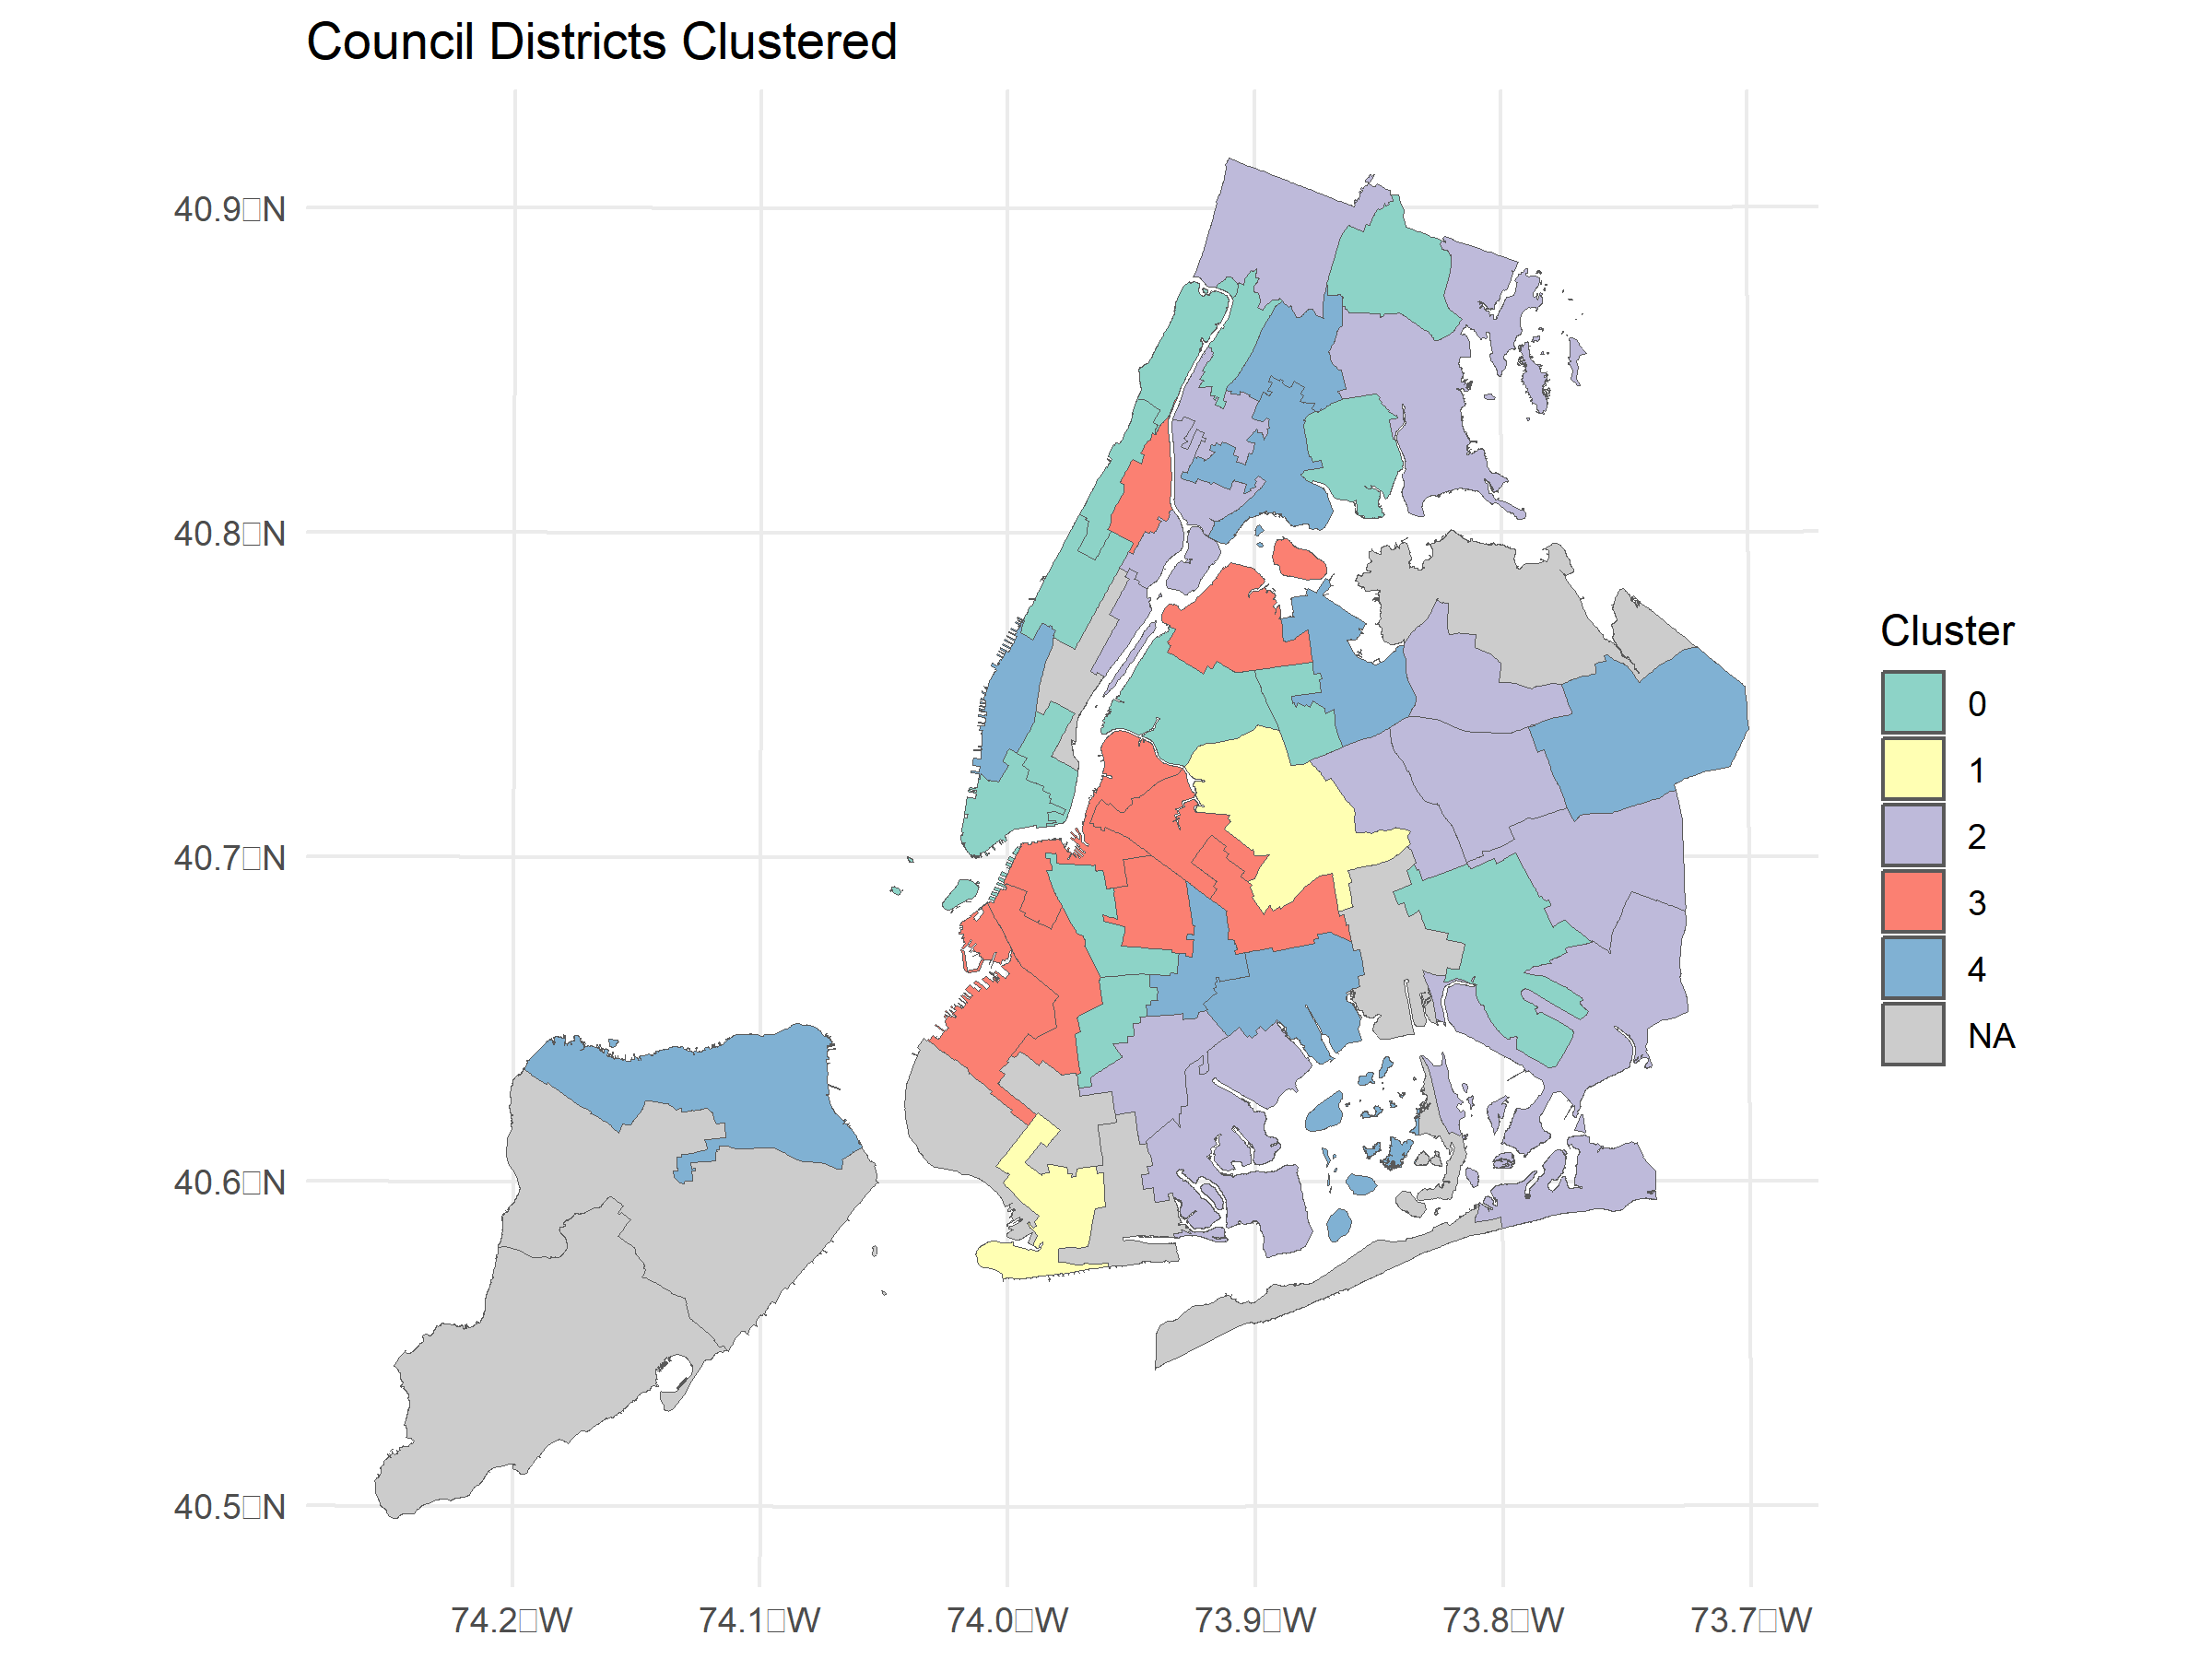 Council Districts Clustered
40.9□N
40.8□N
40.7□N
40.6□N
40.5□N
74.2□W
74.1□W
74.0□W
73.9□W
73.8□W
73.7□W
Cluster
0
1
2
3
4
NA